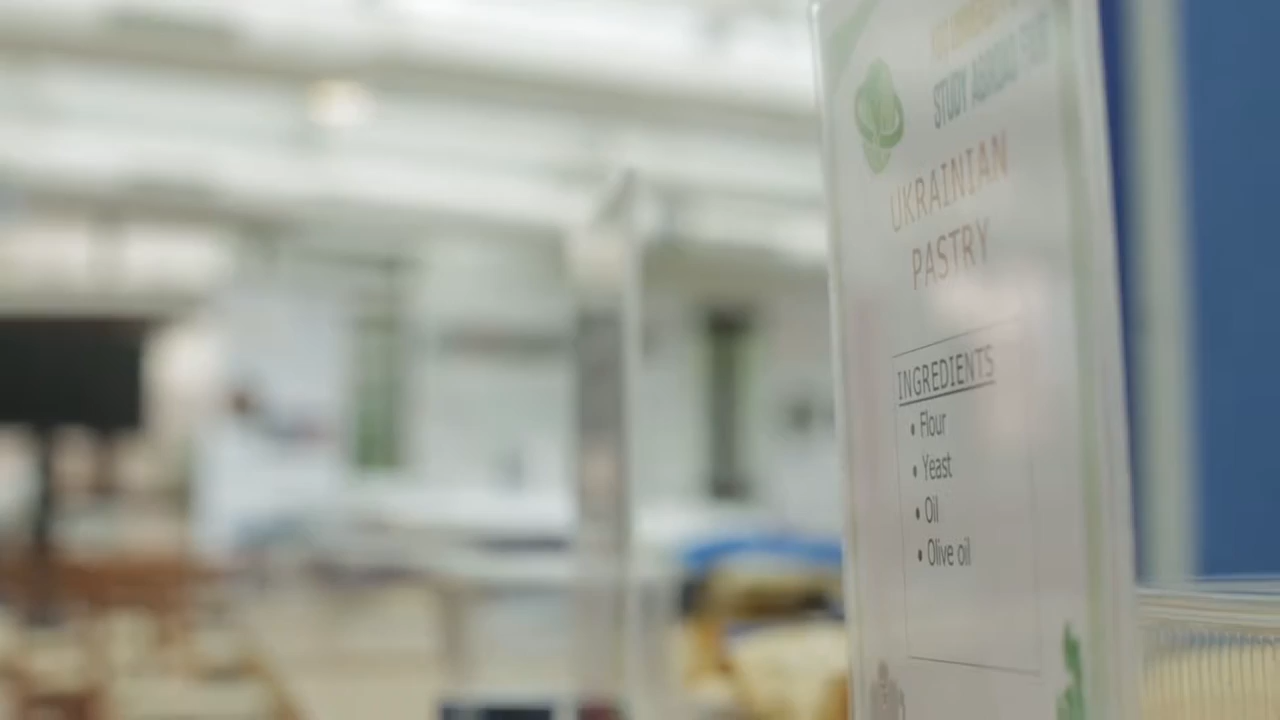 STUDY ABROAD
UKRAINIAN
PASTRY
INGREDIENTS
• Flour
• Yeast
• Oil
• Olive oil